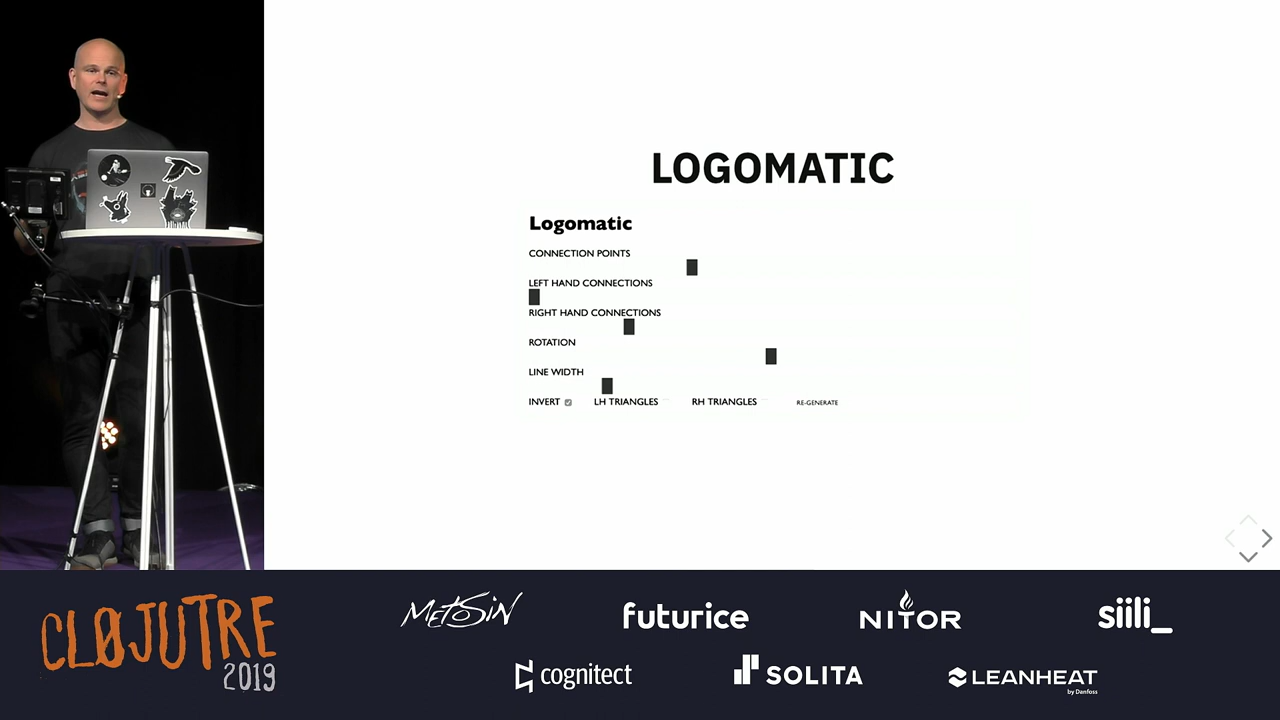 LOGOMATIC
Logomatic
CONNECTION POINTS
LEFT HAND CONNECTIONS
RIGHT HAND CONNECTIONS
ROTATION
LINE WIDTH
INVERT LH TRIANGLES RH TRIANGLES RE-GENERATE
CLØJUTRE
2019
METOSIN futurice NITOR siili_
cognitect SOLITA LEANHEAT
by Danfoss